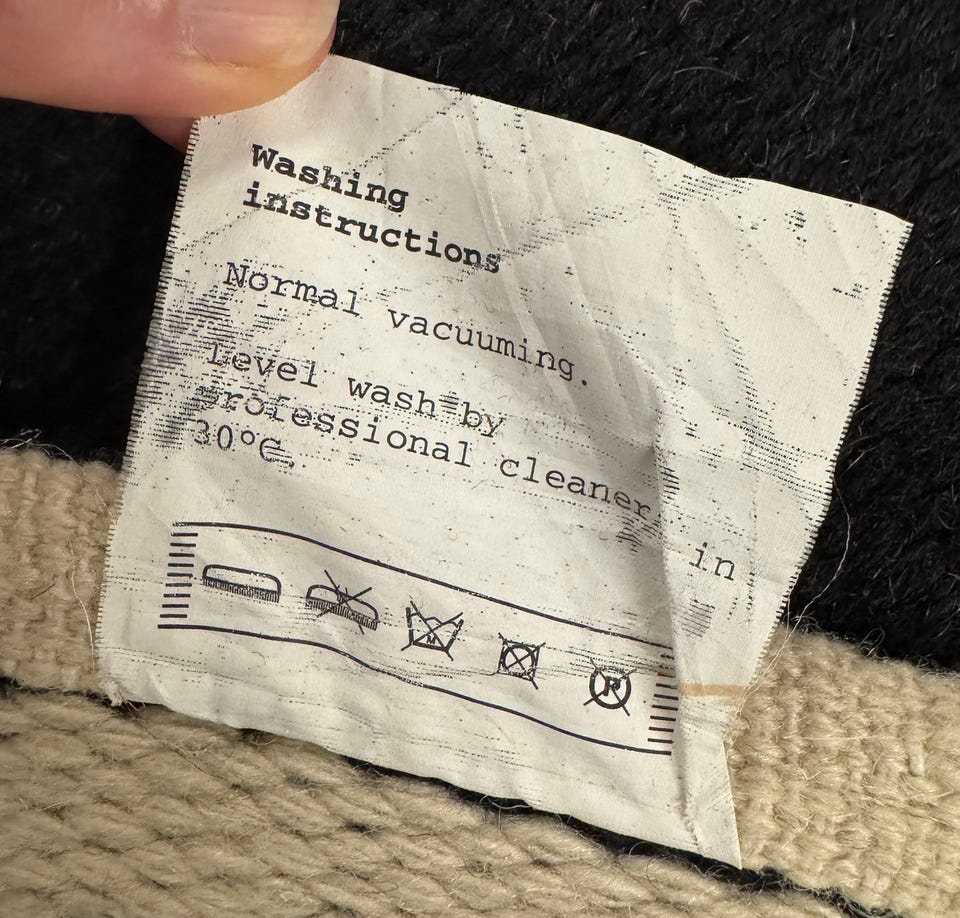 Washing
instructions
Normal vacuuming.
Level wash by
professional cleaner in
30°C.
P